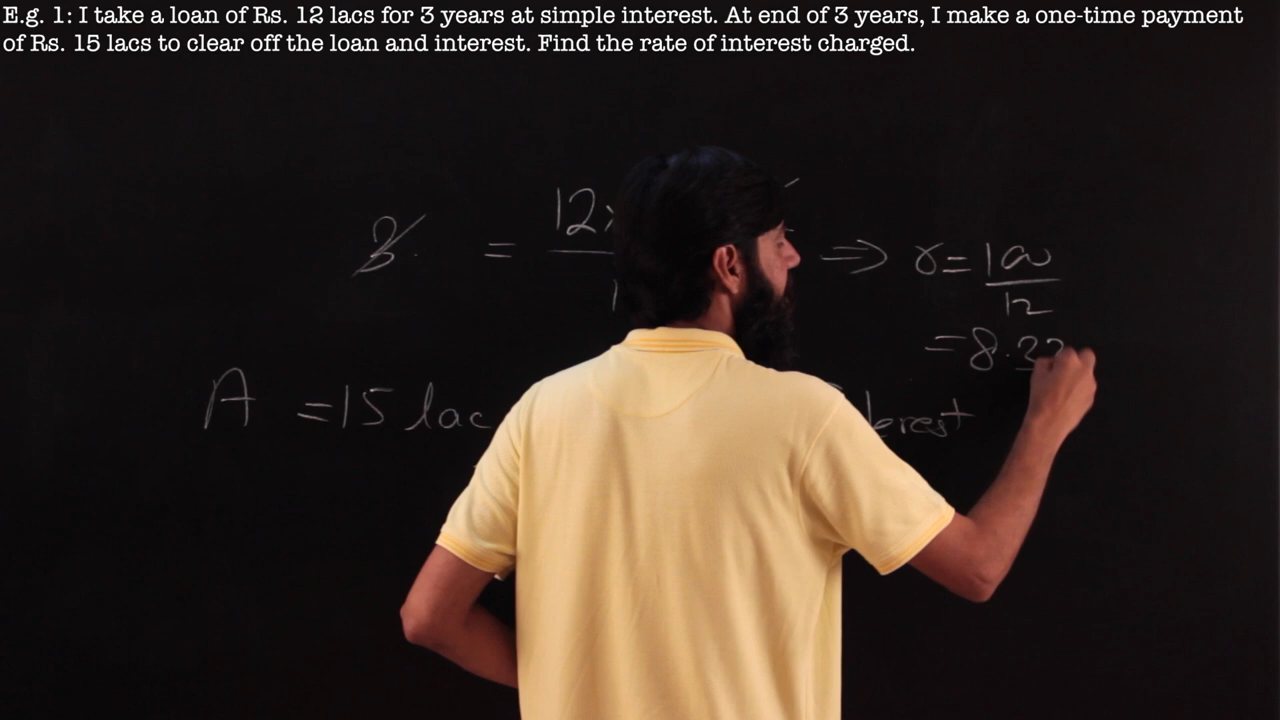 E.g. 1: I take a loan of Rs. 12 lacs for 3 years at simple interest. At end of 3 years, I make a one-time payment
of Rs. 15 lacs to clear off the loan and interest. Find the rate of interest charged.
3 = 12 ⇒ r = 100
12
= 8.33
A = 15 lac